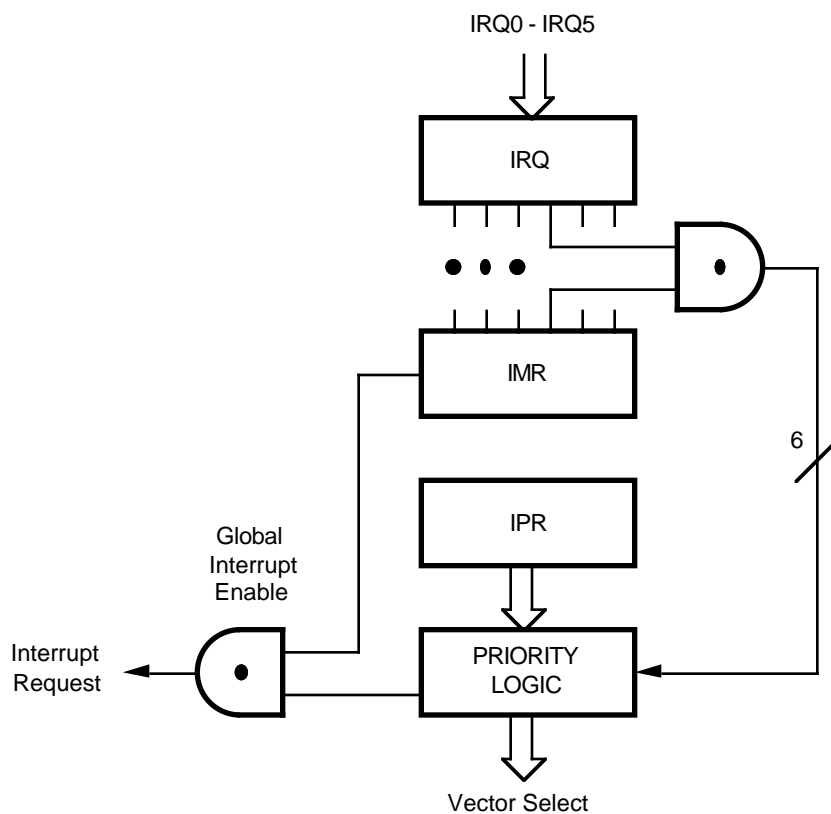 IRQ0 - IRQ5
IRQ
IMR
6
IPR
Global
Interrupt
Enable
Interrupt
Request
PRIORITY
LOGIC
Vector Select